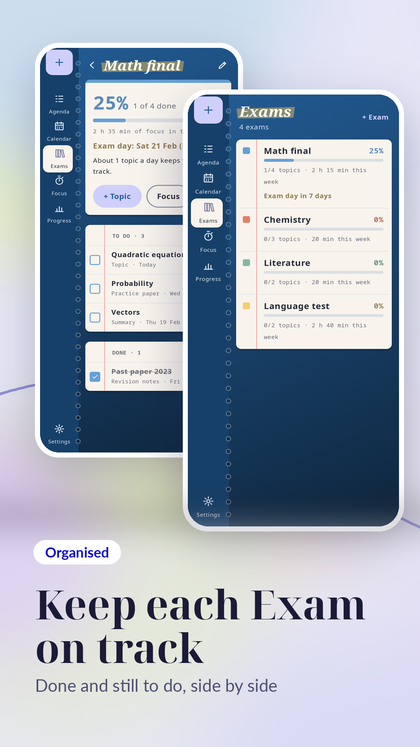 Math final
25% 1 of 4 done
2 h 35 min of focus in t
Exam day: Sat 21 Feb
About 1 topic a day keeps
track.
+ Topic
Focus
TO DO · 1
Quadratic equation
Topic · Today
Probability
Practice paper · Wed
Vectors
Summary · Thu 19 Feb
DONE · 1
Past paper 2023
Revision notes · Fri
Agenda
Calendar
Exams
Focus
Progress
Settings
Exams
4 exams
+ Exam
Math final 25%
1/4 topics · 2 h 15 min this
week
Exam day in 7 days
Chemistry 0%
0/3 topics · 20 min this week
Literature 0%
0/2 topics · 20 min this week
Language test 0%
0/2 topics · 2 h 40 min this
week
Agenda
Calendar
Exams
Focus
Progress
Settings
Organised
Keep each Exam
on track
Done and still to do, side by side